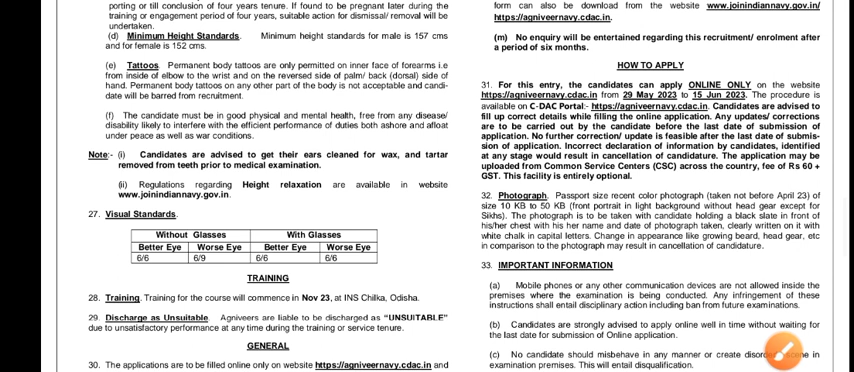 porting or till conclusion of four years tenure. If found to be pregnant later during the
training or engagement period of four years, suitable action for dismissal/ removal will be
undertaken.
(d) Minimum Height Standards. Minimum height standards for male is 157 cms
and for female is 152 cms.
(e) Tattoos. Permanent body tattoos are only permitted on inner face of forearms i.e
from inside of elbow to the wrist and on the reversed side of palm/ back (dorsal) side of
hand. Permanent body tattoos on any other part of the body is not acceptable and candi-
date will be barred from recruitment.
(f) The candidate must be in good physical and mental health, free from any disease/
disability likely to interfere with the efficient performance of duties both ashore and afloat
under peace as well as war conditions.
Note:- (i) Candidates are advised to get their ears cleaned for wax, and tartar
removed from teeth prior to medical examination.
(ii) Regulations regarding Height relaxation are available in website
www.joinindiannavy.gov.in.
27. Visual Standards.
Without Glasses With Glasses
Better Eye Worse Eye Better Eye Worse Eye
6/6 6/9 6/6 6/6
TRAINING
28. Training. Training for the course will commence in Nov 23, at INS Chilka, Odisha.
29. Discharge as Unsuitable. Agniveers are liable to be discharged as “UNSUITABLE”
due to unsatisfactory performance at any time during the training or service tenure.
GENERAL
30. The applications are to be filled online only on website https://agniveernavy.cdac.in and
form can also be download from the website www.joinindiannavy.gov.in/
https://agniveernavy.cdac.in.
(m) No enquiry will be entertained regarding this recruitment/ enrolment after
a period of six months.
HOW TO APPLY
31. For this entry, the candidates can apply ONLINE ONLY on the website
https://agniveernavy.cdac.in from 29 May 2023 to 15 Jun 2023. The procedure is
available on C-DAC Portal:- https://agniveernavy.cdac.in. Candidates are advised to
fill up correct details while filling the online application. Any updates/ corrections
are to be carried out by the candidate before the last date of submission of
application. No further correction/ update is feasible after the last date of submis-
sion of application. Incorrect declaration of information by candidates, identified
at any stage would result in cancellation of candidature. The application may be
uploaded from Common Service Centers (CSC) across the country, fee of Rs 60 +
GST. This facility is entirely optional.
32. Photograph. Passport size recent color photograph (taken not before April 23) of
size 10 KB to 50 KB (front portrait in light background without head gear except for
Sikhs). The photograph is to be taken with candidate holding a black slate in front of
his/her chest with his her name and date of photograph taken, clearly written on it with
white chalk in capital letters. Change in appearance like growing beard, head gear, etc
in comparison to the photograph may result in cancellation of candidature.
33. IMPORTANT INFORMATION
(a) Mobile phones or any other communication devices are not allowed inside the
premises where the examination is being conducted. Any infringement of these
instructions shall entail disciplinary action including ban from future examinations.
(b) Candidates are strongly advised to apply online well in time without waiting for
the last date for submission of Online application.
(c) No candidate should misbehave in any manner or create in
examination premises. This will entail disqualification.